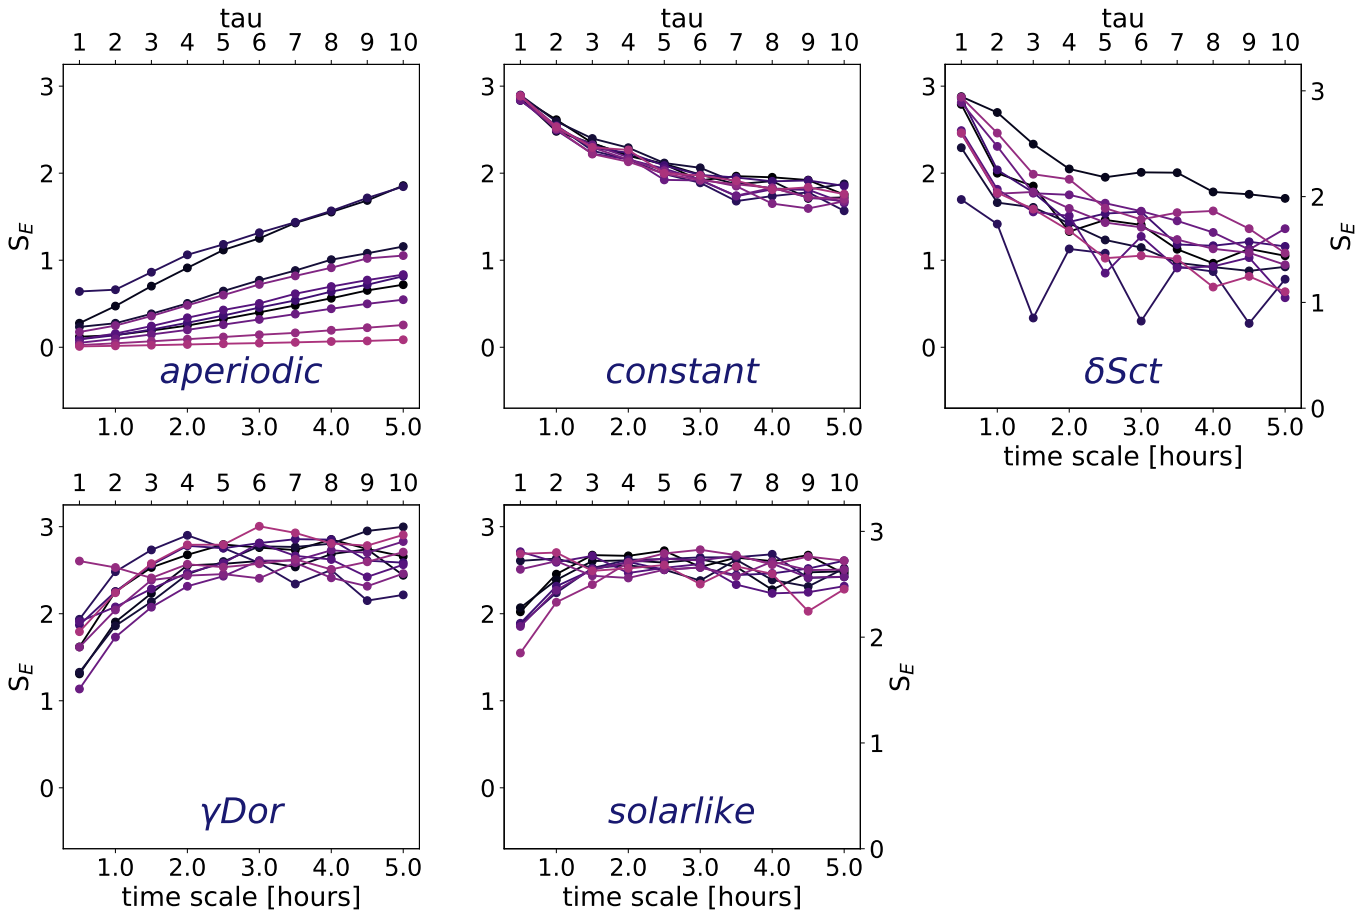 tau tau tau
1 2 3 4 5 6 7 8 9 10 1 2 3 4 5 6 7 8 9 10 1 2 3 4 5 6 7 8 9 10
3 3 3 3
2 2 2 2
S_E S_E
1 1 1 1
0 0 0
aperiodic constant δSct
0
1.0 2.0 3.0 4.0 5.0 1.0 2.0 3.0 4.0 5.0 1.0 2.0 3.0 4.0 5.0
time scale [hours]
1 2 3 4 5 6 7 8 9 10 1 2 3 4 5 6 7 8 9 10
3 3 3
2 2 2
S_E S_E
1 1 1
0 0
γDor solarlike
0
1.0 2.0 3.0 4.0 5.0 1.0 2.0 3.0 4.0 5.0
time scale [hours] time scale [hours]